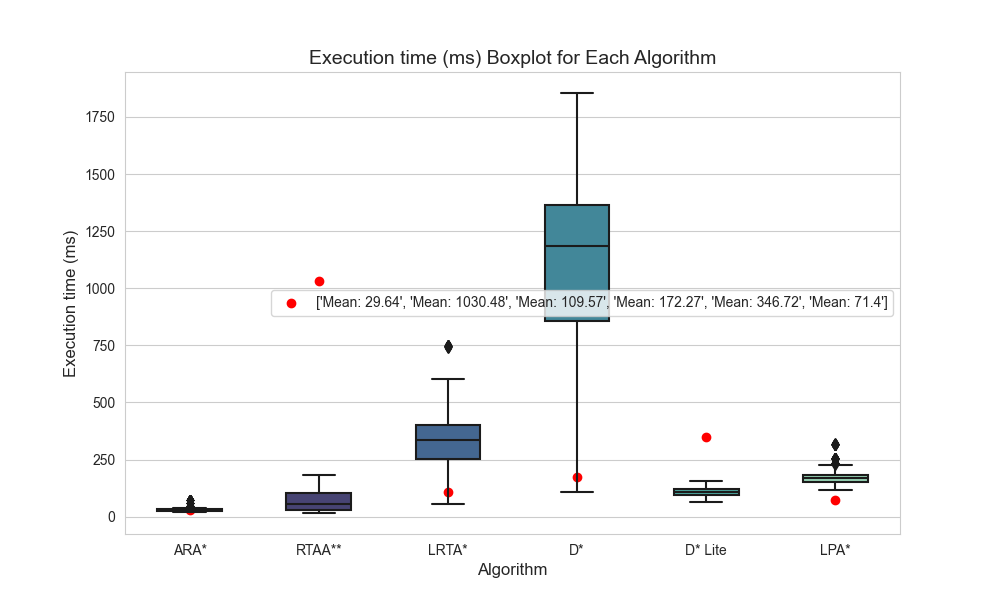 Execution time (ms) Boxplot for Each Algorithm
Execution time (ms)
1750
1500
1250
1000
750
500
250
0
['Mean: 29.64', 'Mean: 1030.48', 'Mean: 109.57', 'Mean: 172.27', 'Mean: 346.72', 'Mean: 71.4']
ARA* RTAA** LRTA* D* D* Lite LPA*
Algorithm